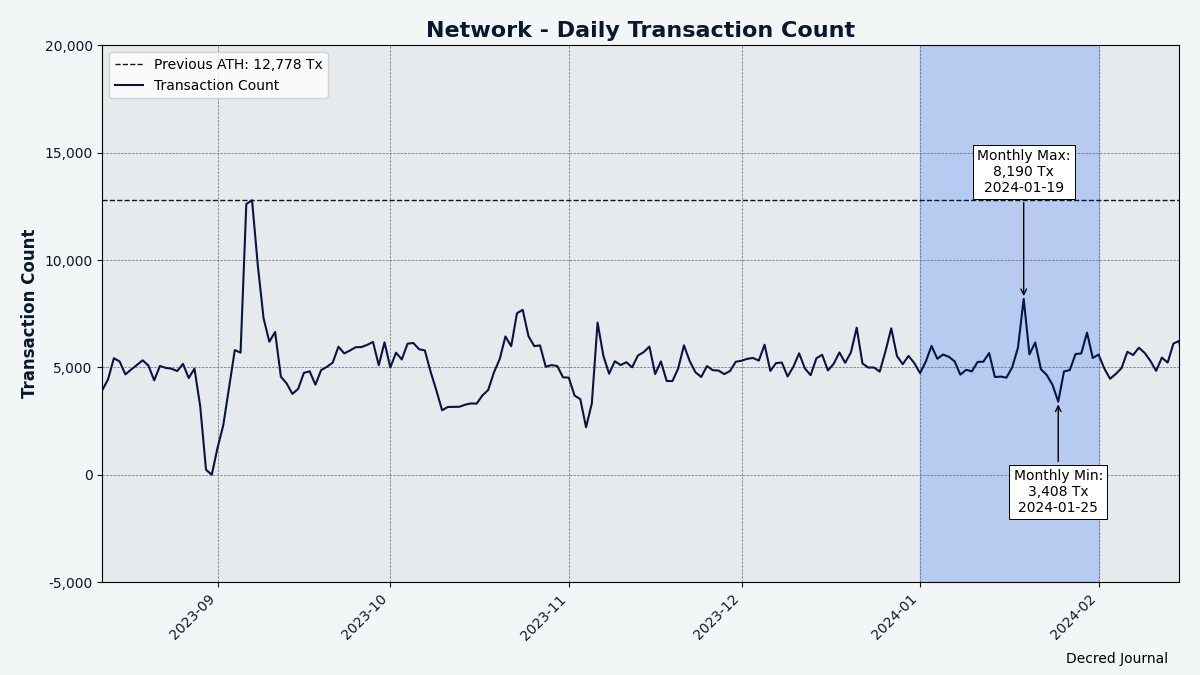 Network - Daily Transaction Count
Previous ATH: 12,778 Tx
Transaction Count
Transaction Count
20,000
15,000
10,000
5,000
0
-5,000
Monthly Max:
8,190 Tx
2024-01-19
Monthly Min:
3,408 Tx
2024-01-25
2023-09
2023-10
2023-11
2023-12
2024-01
2024-02
Decred Journal